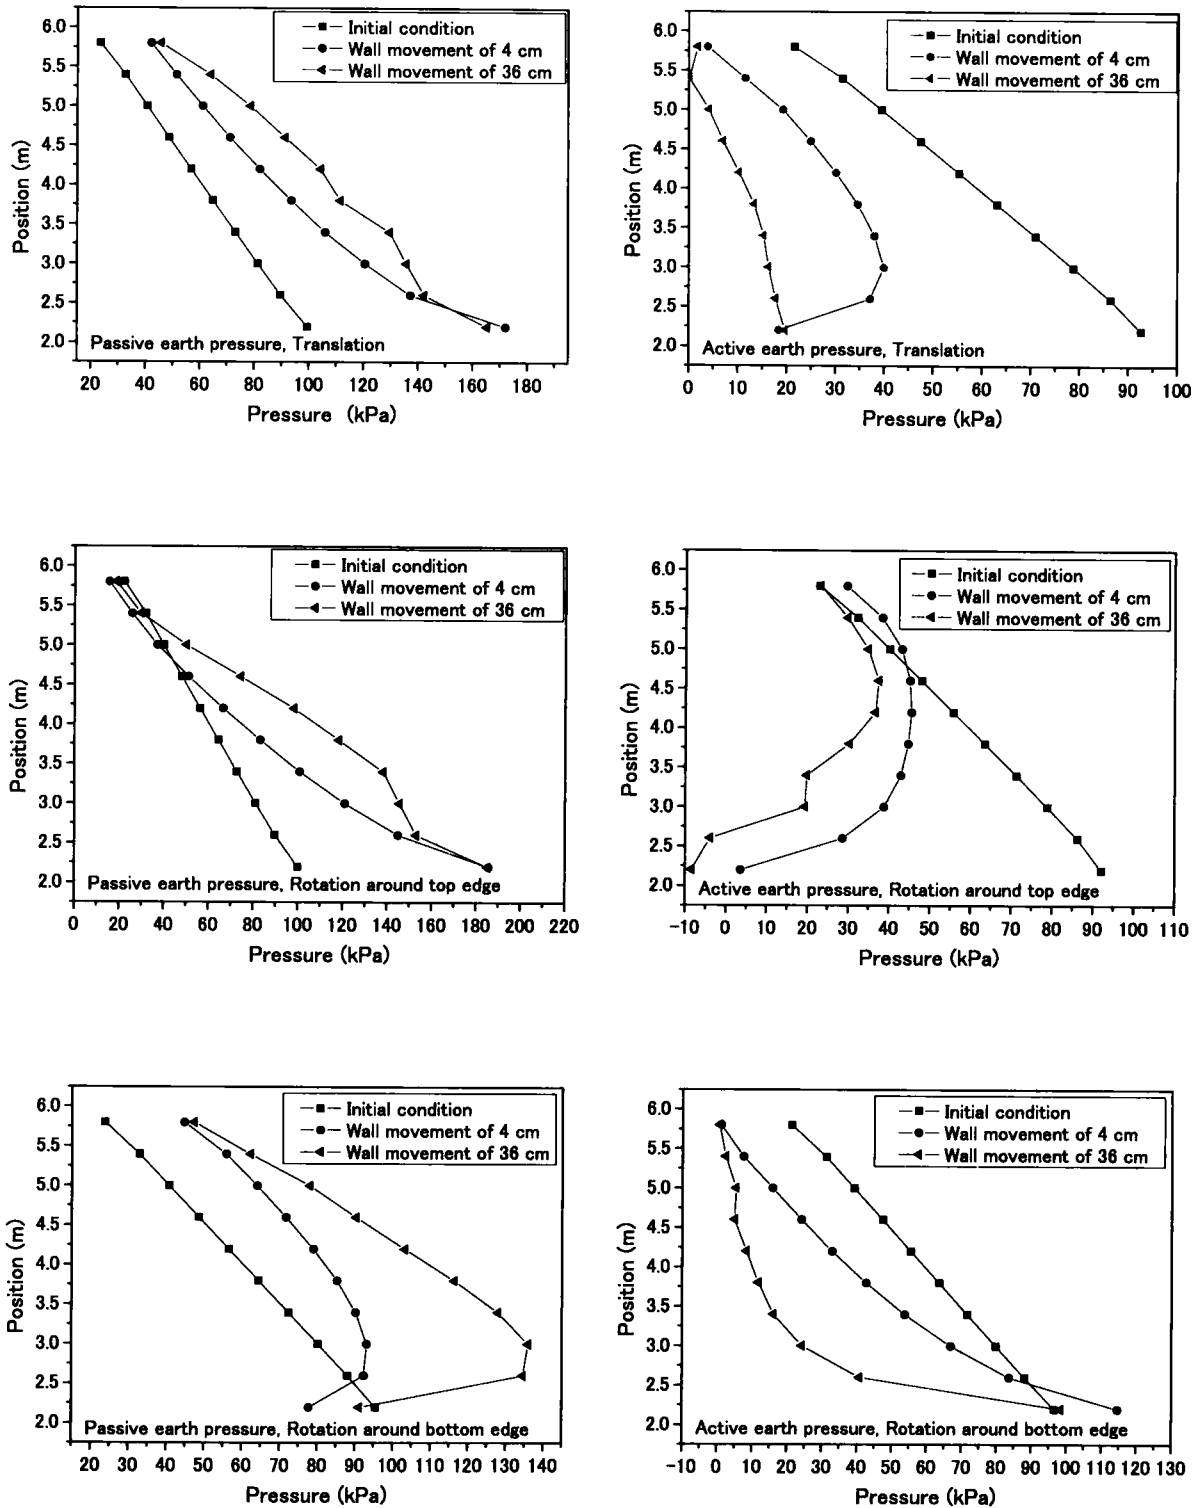 6.0
5.5
5.0
4.5
4.0
3.5
3.0
2.5
2.0
Position (m)
Initial condition
Wall movement of 4 cm
Wall movement of 36 cm
Passive earth pressure, Translation
20 40 60 80 100 120 140 160 180
Pressure (kPa)
6.0
5.5
5.0
4.5
4.0
3.5
3.0
2.5
2.0
Position (m)
Initial condition
Wall movement of 4 cm
Wall movement of 36 cm
Active earth pressure, Translation
0 10 20 30 40 50 60 70 80 90 100
Pressure (kPa)
6.0
5.5
5.0
4.5
4.0
3.5
3.0
2.5
2.0
Position (m)
Initial condition
Wall movement of 4 cm
Wall movement of 36 cm
Passive earth pressure, Rotation around top edge
0 20 40 60 80 100 120 140 160 180 200 220
Pressure (kPa)
6.0
5.5
5.0
4.5
4.0
3.5
3.0
2.5
2.0
Position (m)
Initial condition
Wall movement of 4 cm
Wall movement of 36 cm
Active earth pressure, Rotation around top edge
-10 0 10 20 30 40 50 60 70 80 90 100 110
Pressure (kPa)
6.0
5.5
5.0
4.5
4.0
3.5
3.0
2.5
2.0
Position (m)
Initial condition
Wall movement of 4 cm
Wall movement of 36 cm
Passive earth pressure, Rotation around bottom edge
20 30 40 50 60 70 80 90 100 110 120 130 140
Pressure (kPa)
6.0
5.5
5.0
4.5
4.0
3.5
3.0
2.5
2.0
Position (m)
Initial condition
Wall movement of 4 cm
Wall movement of 36 cm
Active earth pressure, Rotation around bottom edge
-10 0 10 20 30 40 50 60 70 80 90 100 110 120 130
Pressure (kPa)